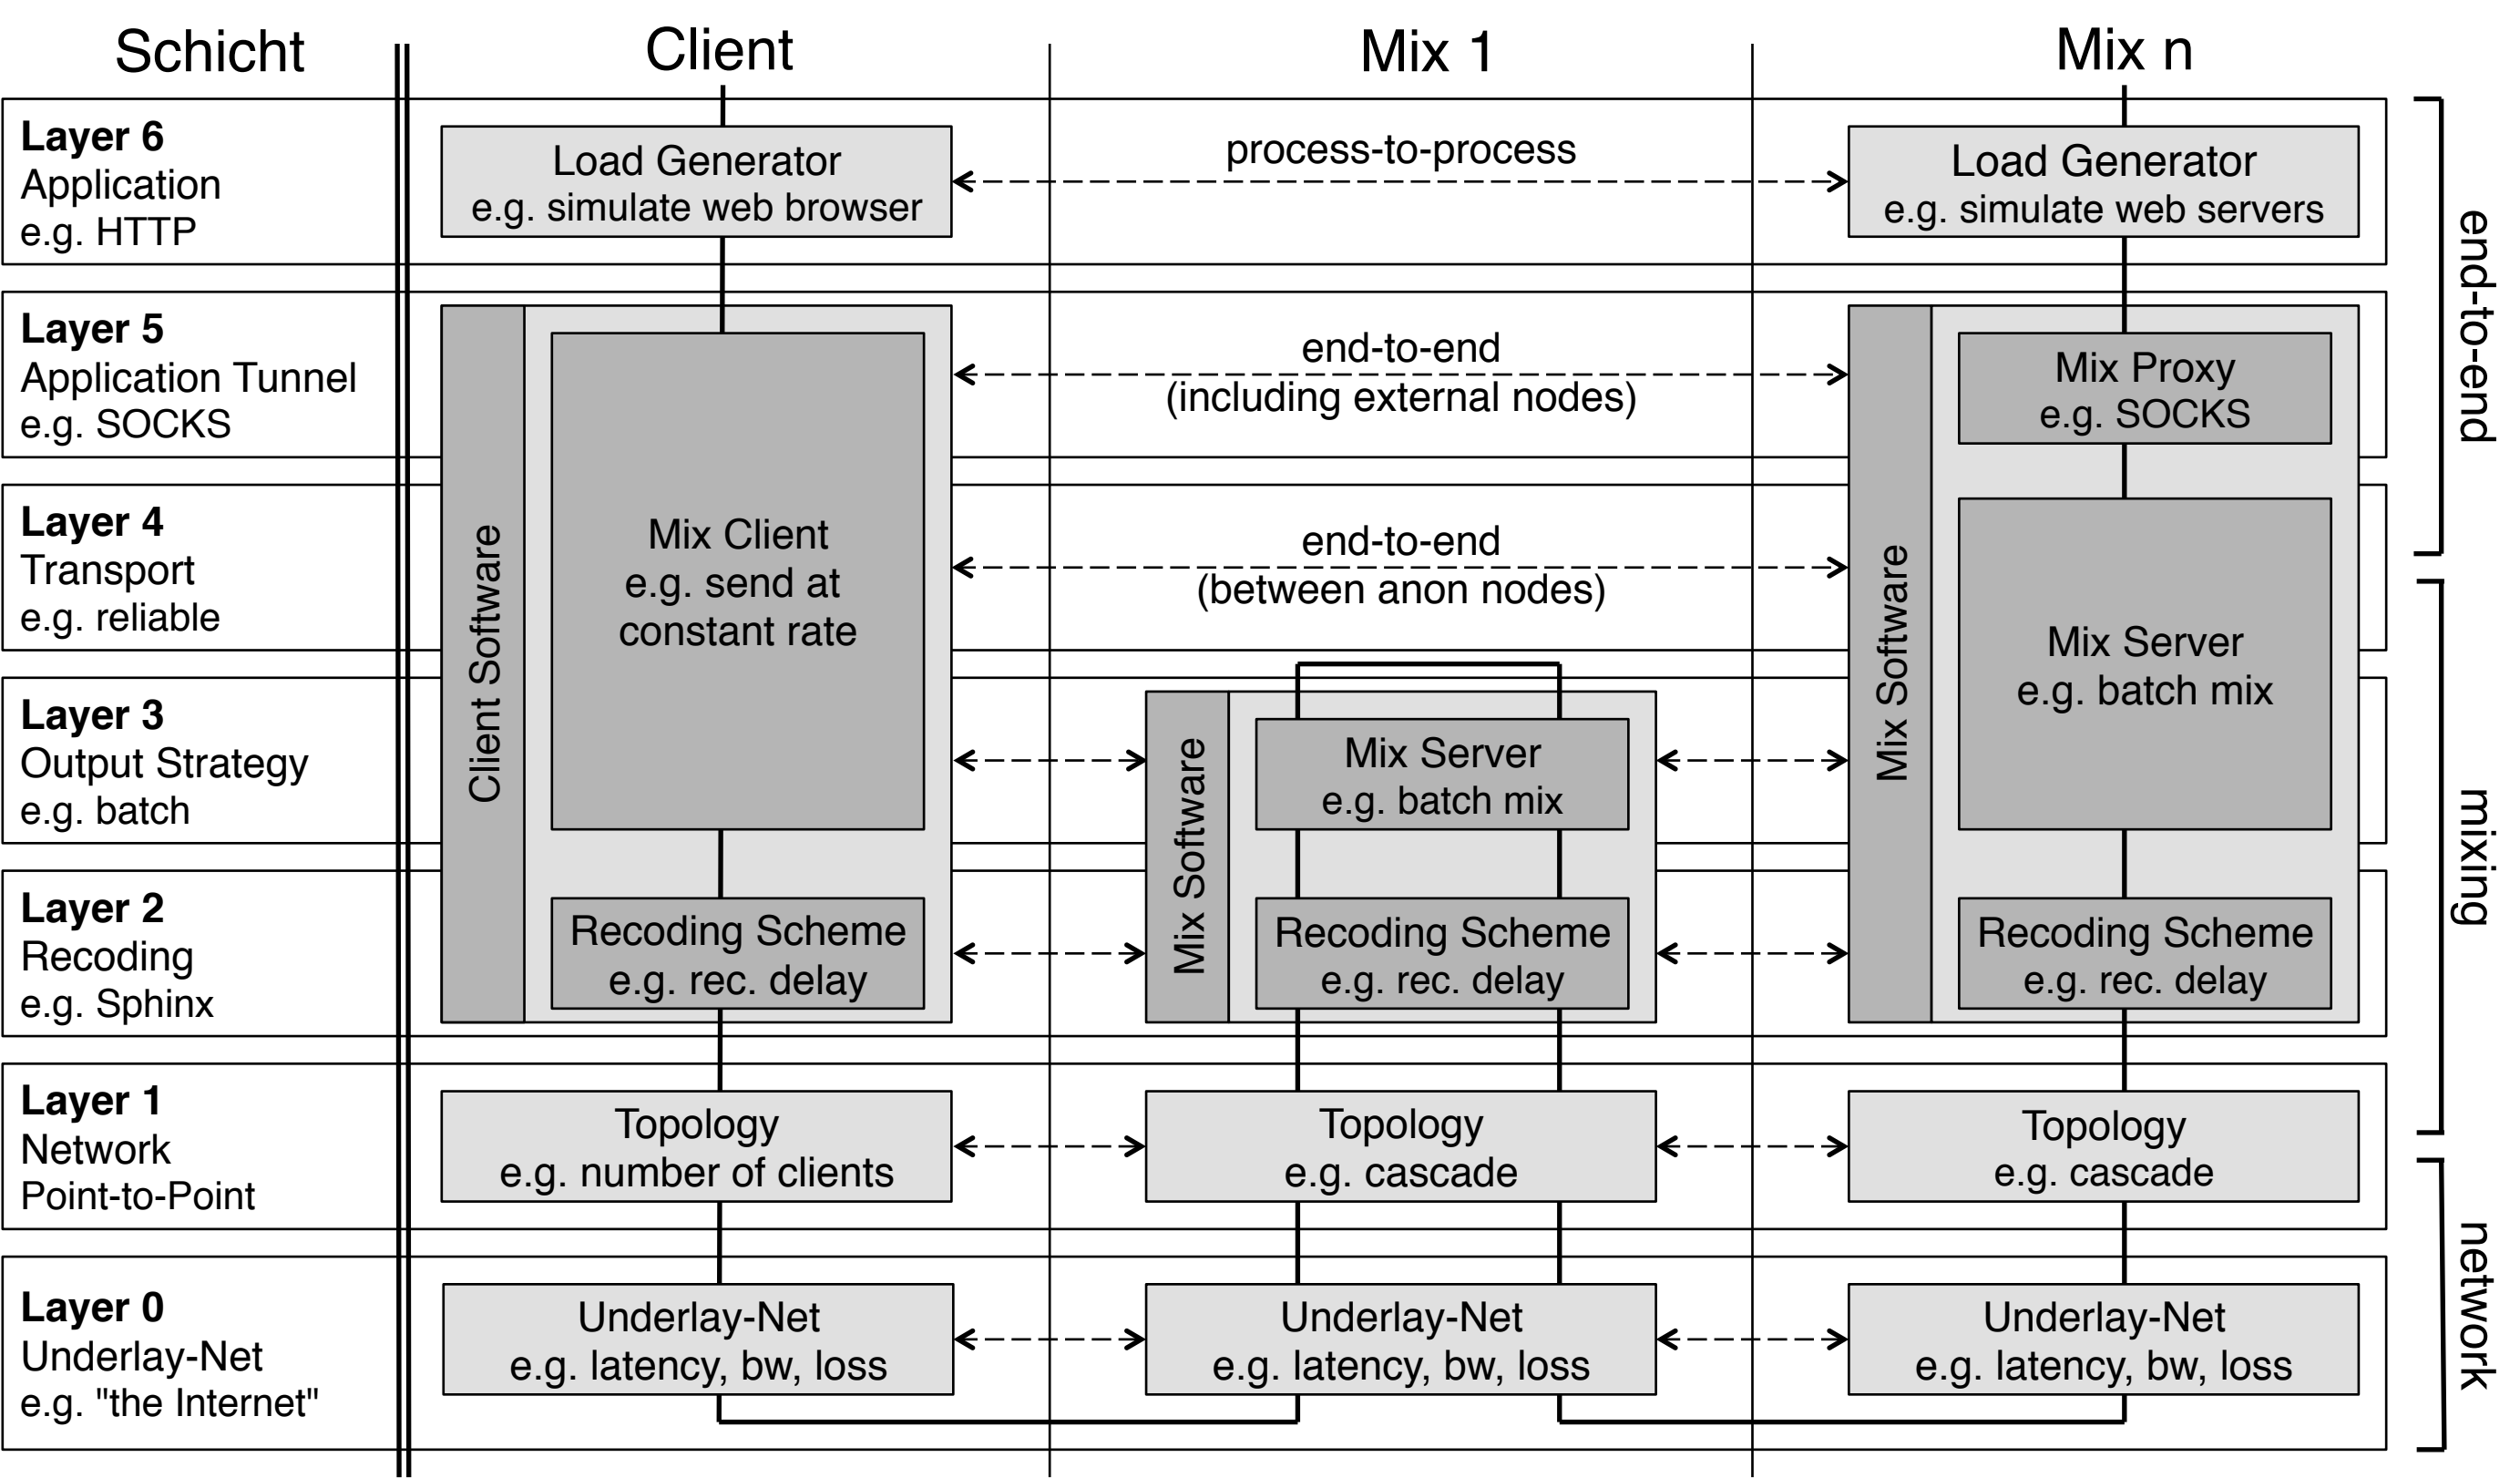 Schicht
Client
Mix 1
Mix n
Layer 6
Application
e.g. HTTP
Load Generator
e.g. simulate web browser
process-to-process
Load Generator
e.g. simulate web servers
Layer 5
Application Tunnel
e.g. SOCKS
end-to-end
(including external nodes)
Mix Proxy
e.g. SOCKS
end-to-end
Layer 4
Transport
e.g. reliable
Client Software
Mix Client
e.g. send at
constant rate
end-to-end
(between anon nodes)
Mix Software
Mix Server
e.g. batch mix
Layer 3
Output Strategy
e.g. batch
Mix Software
Mix Server
e.g. batch mix
mixing
Layer 2
Recoding
e.g. Sphinx
Recoding Scheme
e.g. rec. delay
Recoding Scheme
e.g. rec. delay
Recoding Scheme
e.g. rec. delay
Layer 1
Network
Point-to-Point
Topology
e.g. number of clients
Topology
e.g. cascade
Topology
e.g. cascade
network
Layer 0
Underlay-Net
e.g. "the Internet"
Underlay-Net
e.g. latency, bw, loss
Underlay-Net
e.g. latency, bw, loss
Underlay-Net
e.g. latency, bw, loss